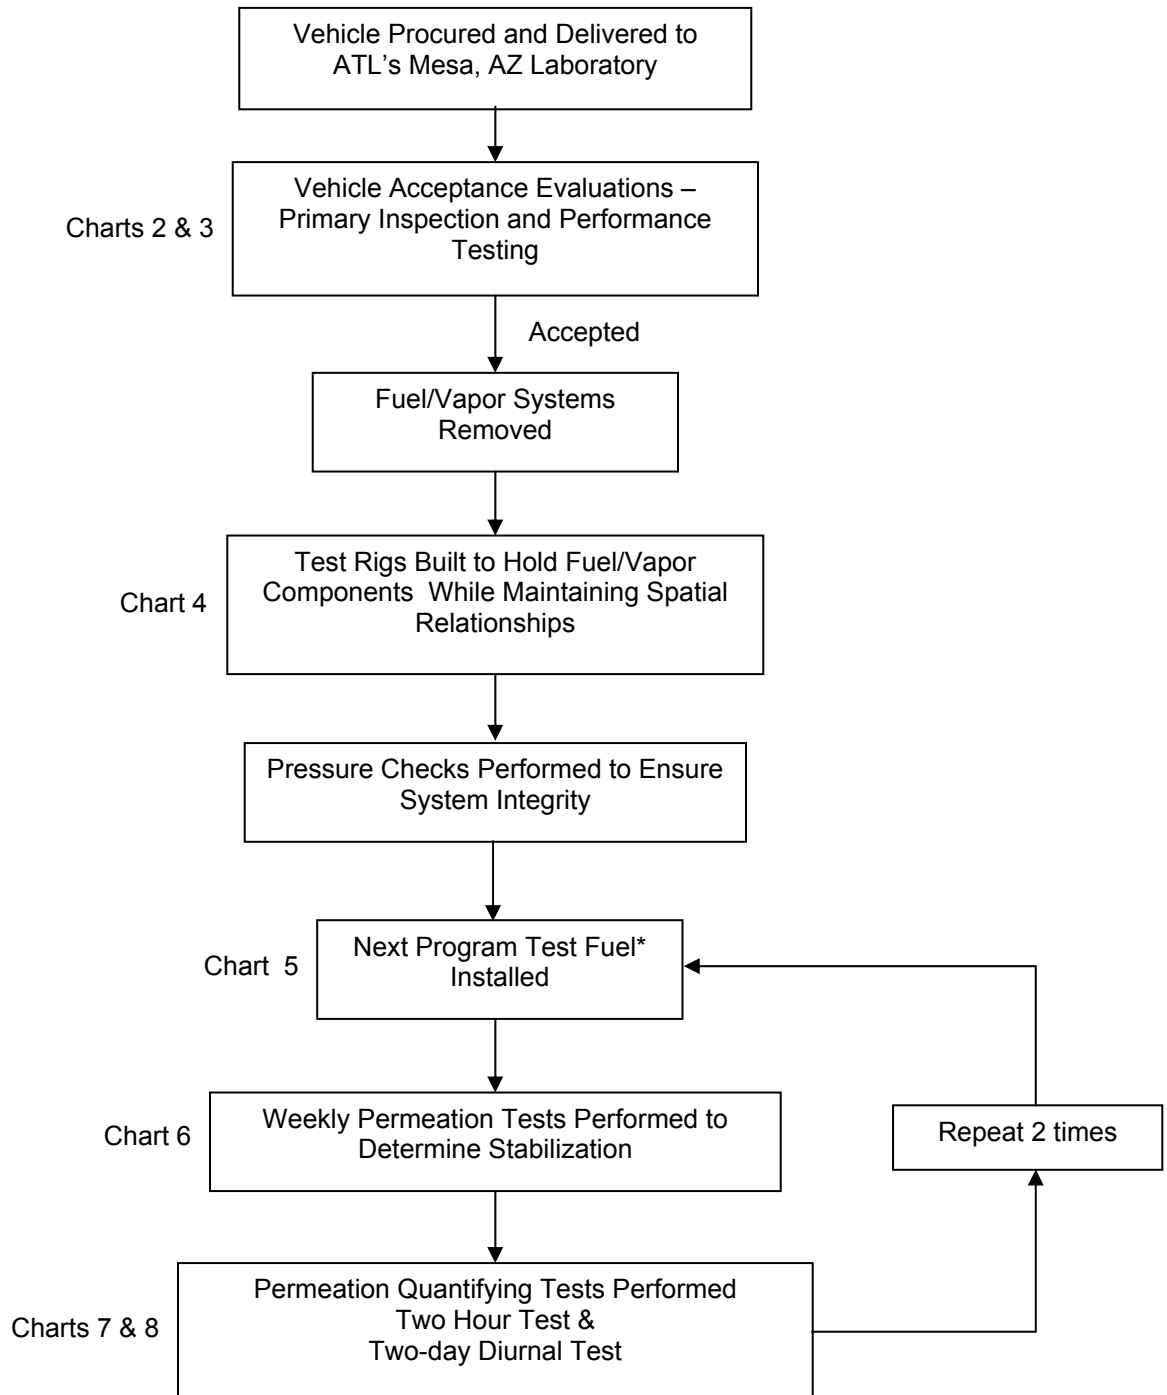 Vehicle Procured and Delivered to
ATL's Mesa, AZ Laboratory
Charts 2 & 3
Vehicle Acceptance Evaluations –
Primary Inspection and Performance
Testing
Accepted
Fuel/Vapor Systems
Removed
Chart 4
Test Rigs Built to Hold Fuel/Vapor
Components While Maintaining Spatial
Relationships
Pressure Checks Performed to Ensure
System Integrity
Chart 5
Next Program Test Fuel*
Installed
Chart 6
Weekly Permeation Tests Performed to
Determine Stabilization
Repeat 2 times
Charts 7 & 8
Permeation Quantifying Tests Performed
Two Hour Test &
Two-day Diurnal Test